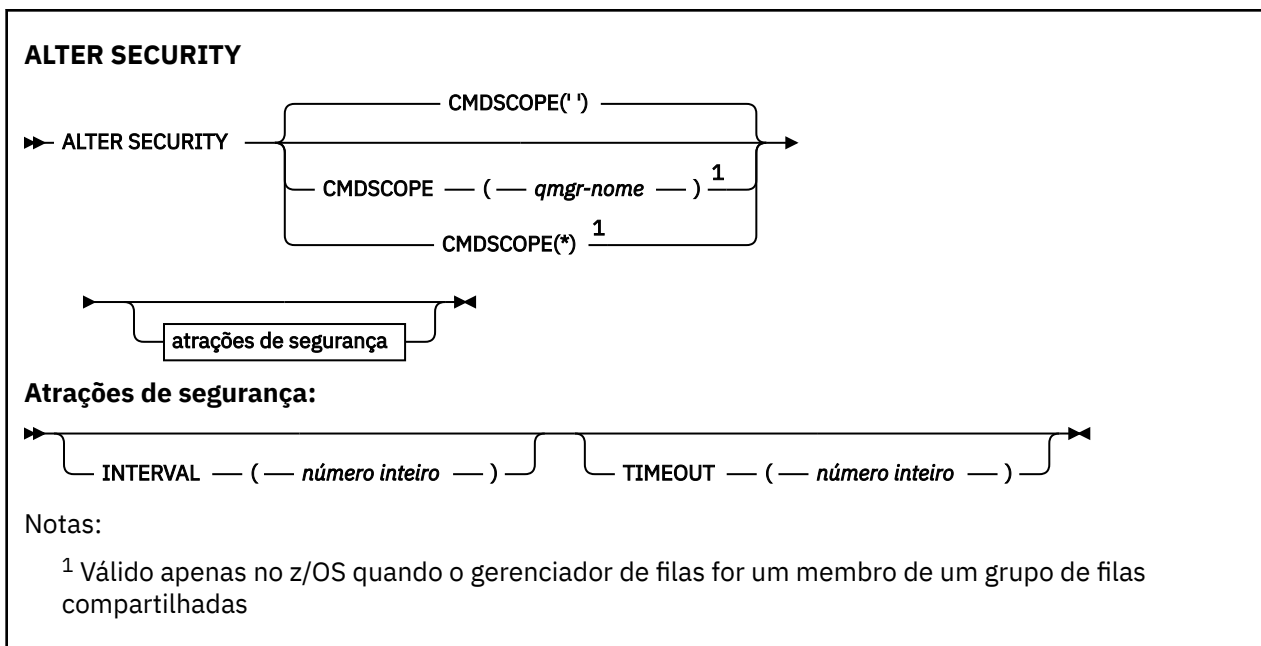 ALTER SECURITY
CMDSCOPE(' ')
ALTER SECURITY
CMDSCOPE ( qmgr-nome ) 1
CMDSCOPE(*) 1
atrações de segurança
Atrações de segurança:
INTERVAL ( número inteiro ) TIMEOUT ( número inteiro )
Notas:
1 Válido apenas no z/OS quando o gerenciador de filas for um membro de um grupo de filas
compartilhadas